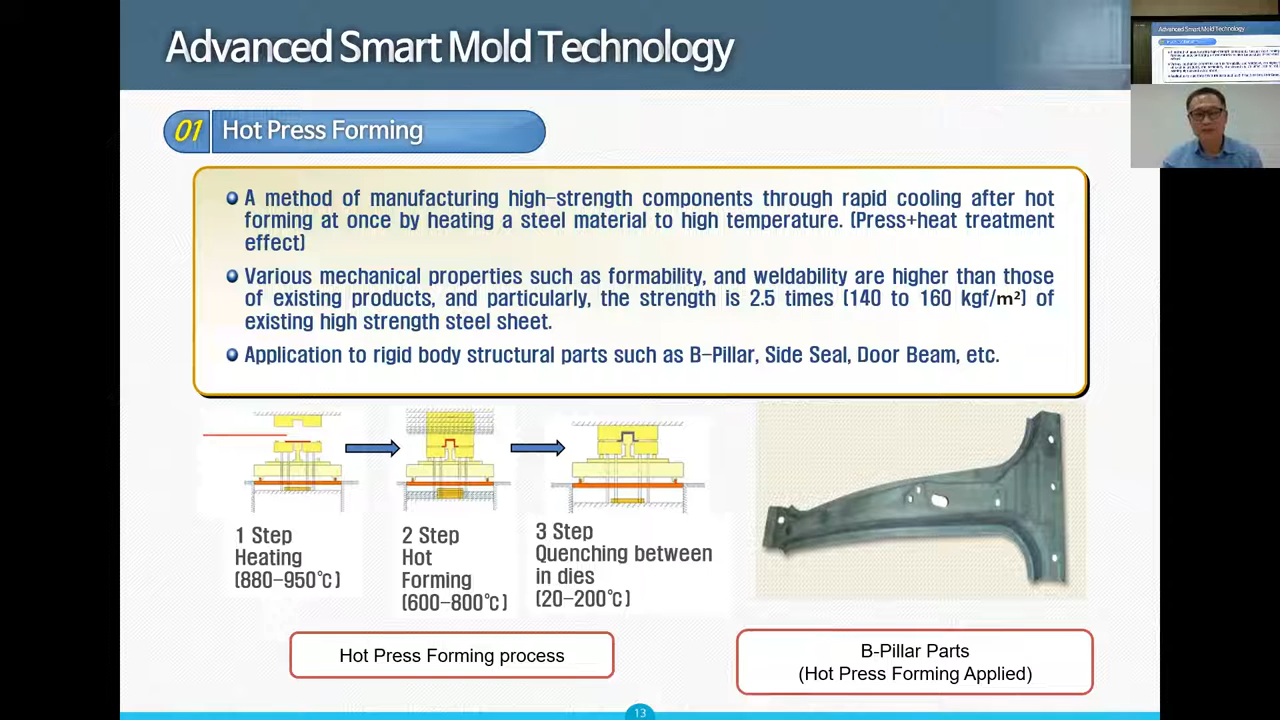 Advanced Smart Mold Technology
Advanced Smart Mold Technology
01 Hot Press Forming
A method of manufacturing high-strength components through rapid cooling after hot
forming at once by heating a steel material to high temperature. (Press+heat treatment
effect)
Various mechanical properties such as formability, and weldability are higher than those
of existing products, and particularly, the strength is 2.5 times (140 to 160 kgf/m²) of
existing high strength steel sheet.
Application to rigid body structural parts such as B-Pillar, Side Seal, Door Beam, etc.
1 Step
Heating
(880-950℃)
2 Step
Hot
Forming
(600-800℃)
3 Step
Quenching between
in dies
(20-200℃)
Hot Press Forming process
B-Pillar Parts
(Hot Press Forming Applied)
13